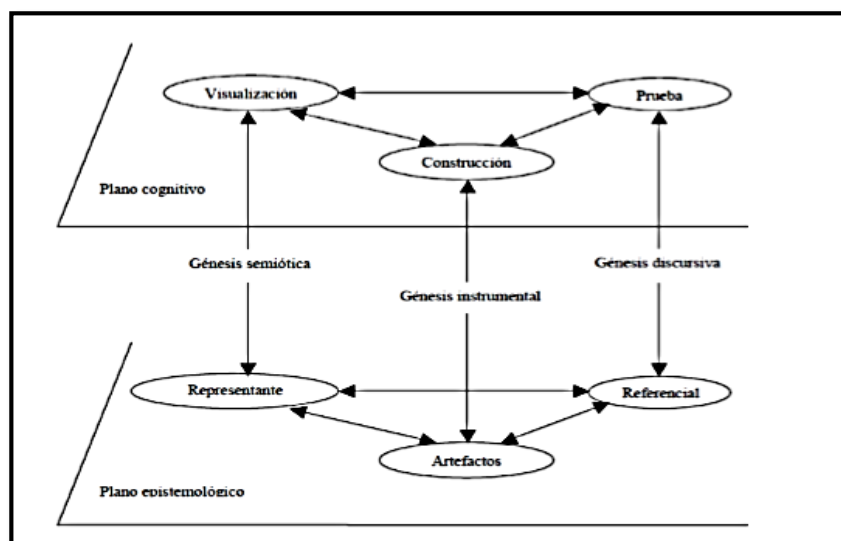 Visualización
Prueba
Construcción
Plano cognitivo
Génesis semiótica
Génesis discursiva
Génesis instrumental
Representante
Referencial
Artefactos
Plano epistemológico